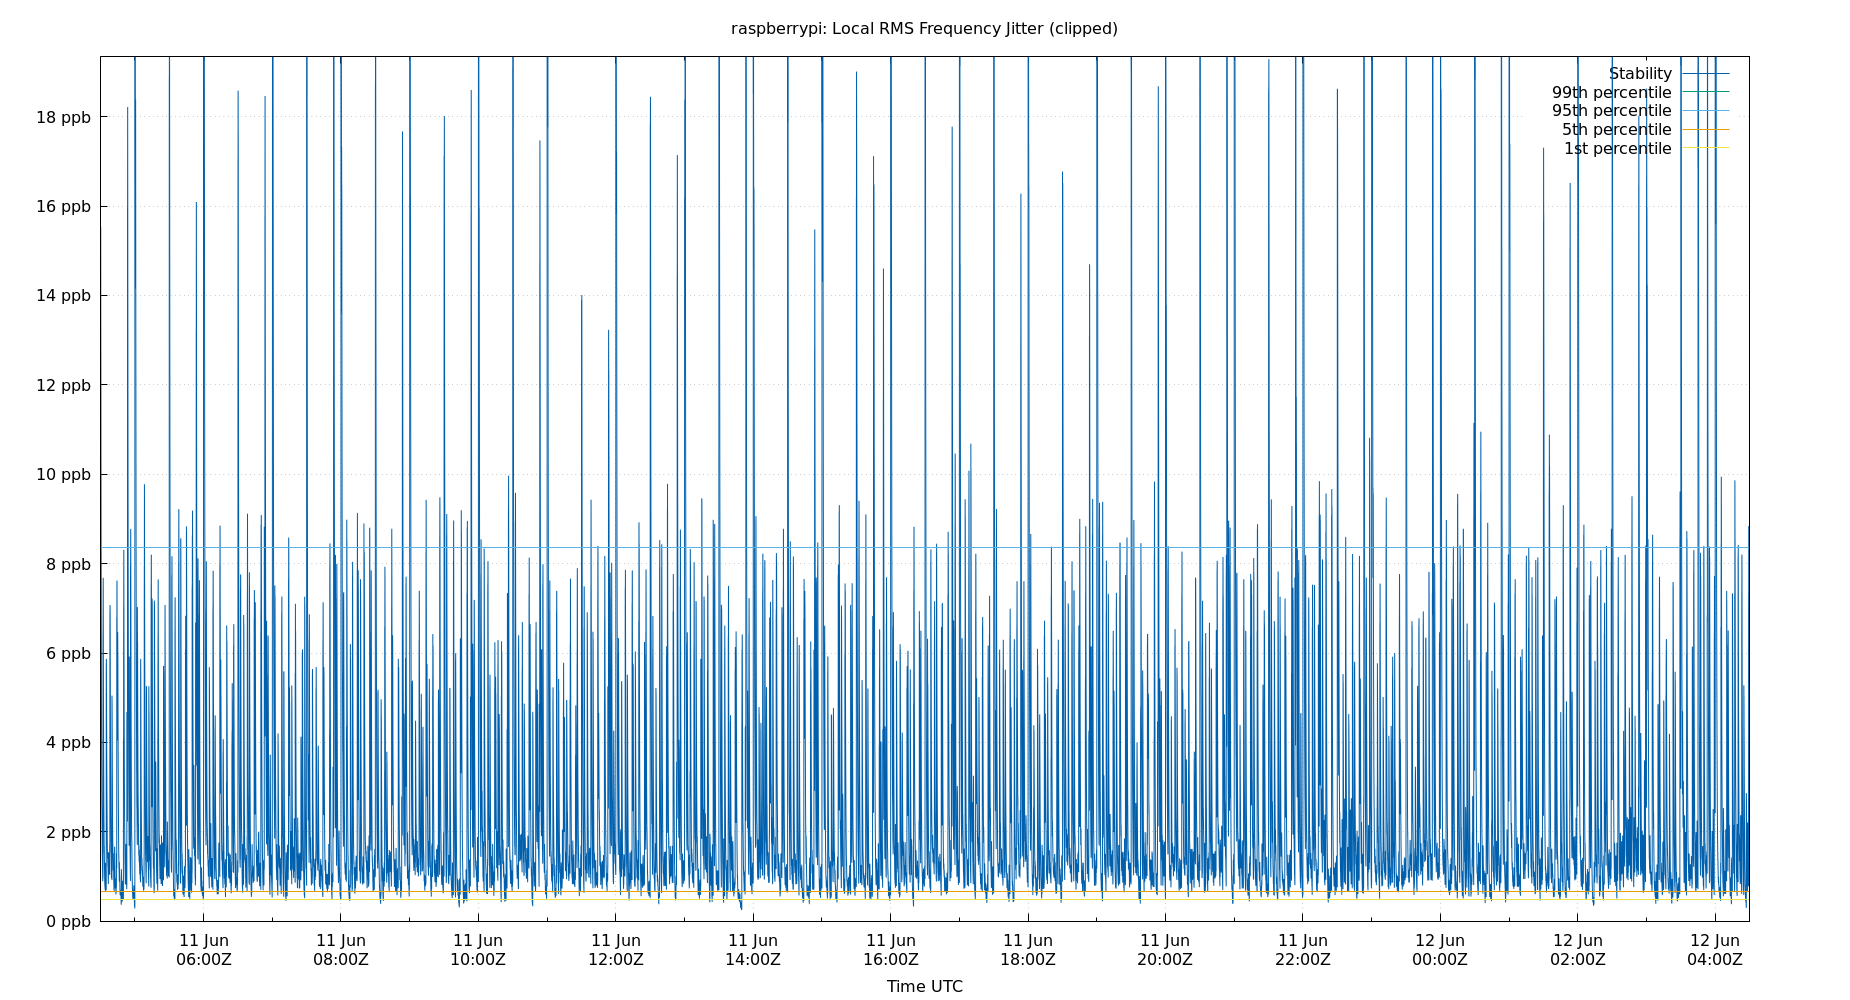 raspberrypi: Local RMS Frequency Jitter (clipped)
Stability
99th percentile
95th percentile
5th percentile
1st percentile
18 ppb
16 ppb
14 ppb
12 ppb
10 ppb
8 ppb
6 ppb
4 ppb
2 ppb
0 ppb
11 Jun 11 Jun 11 Jun 11 Jun 11 Jun 11 Jun 11 Jun 11 Jun 11 Jun 12 Jun 12 Jun 12 Jun
06:00Z 08:00Z 10:00Z 12:00Z 14:00Z 16:00Z 18:00Z 20:00Z 22:00Z 00:00Z 02:00Z 04:00Z
Time UTC